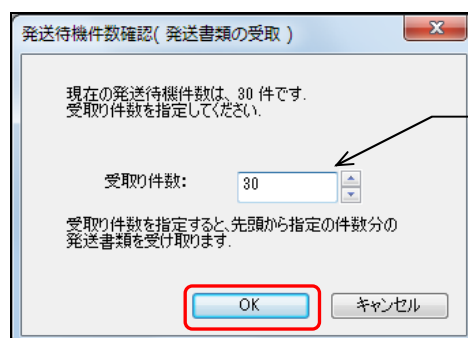 発送待機件数確認( 発送書類の受取 )
現在の発送待機件数は、30 件です.
受取り件数を指定してください.
受取り件数: 30
受取り件数を指定すると、先頭から指定の件数分の
発送書類を受け取ります.
OK キャンセル